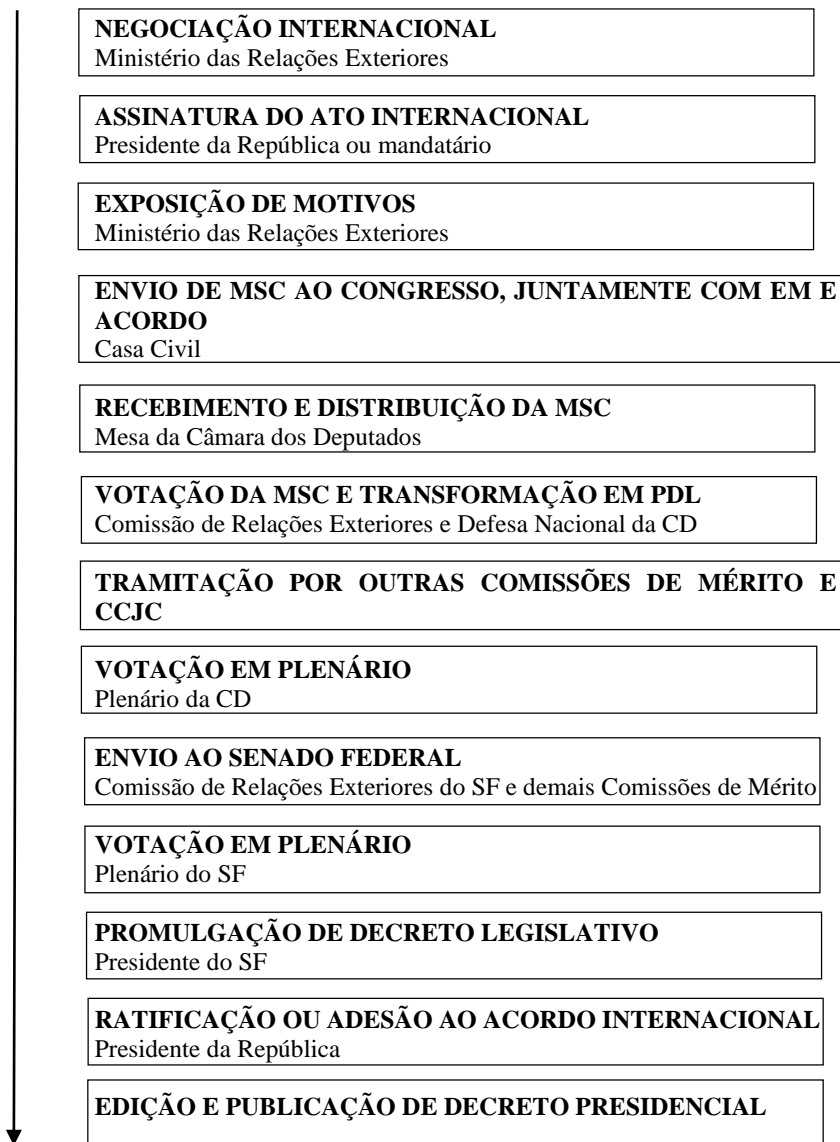 NEGOCIAÇÃO INTERNACIONAL
Ministério das Relações Exteriores
ASSINATURA DO ATO INTERNACIONAL
Presidente da República ou mandatário
EXPOSIÇÃO DE MOTIVOS
Ministério das Relações Exteriores
ENVIO DE MSC AO CONGRESSO, JUNTAMENTE COM EM E
ACORDO
Casa Civil
RECEBIMENTO E DISTRIBUIÇÃO DA MSC
Mesa da Câmara dos Deputados
VOTAÇÃO DA MSC E TRANSFORMAÇÃO EM PDL
Comissão de Relações Exteriores e Defesa Nacional da CD
TRAMITAÇÃO POR OUTRAS COMISSÕES DE MÉRITO E
CCJC
VOTAÇÃO EM PLENÁRIO
Plenário da CD
ENVIO AO SENADO FEDERAL
Comissão de Relações Exteriores do SF e demais Comissões de Mérito
VOTAÇÃO EM PLENÁRIO
Plenário do SF
PROMULGAÇÃO DE DECRETO LEGISLATIVO
Presidente do SF
RATIFICAÇÃO OU ADESÃO AO ACORDO INTERNACIONAL
Presidente da República
EDIÇÃO E PUBLICAÇÃO DE DECRETO PRESIDENCIAL